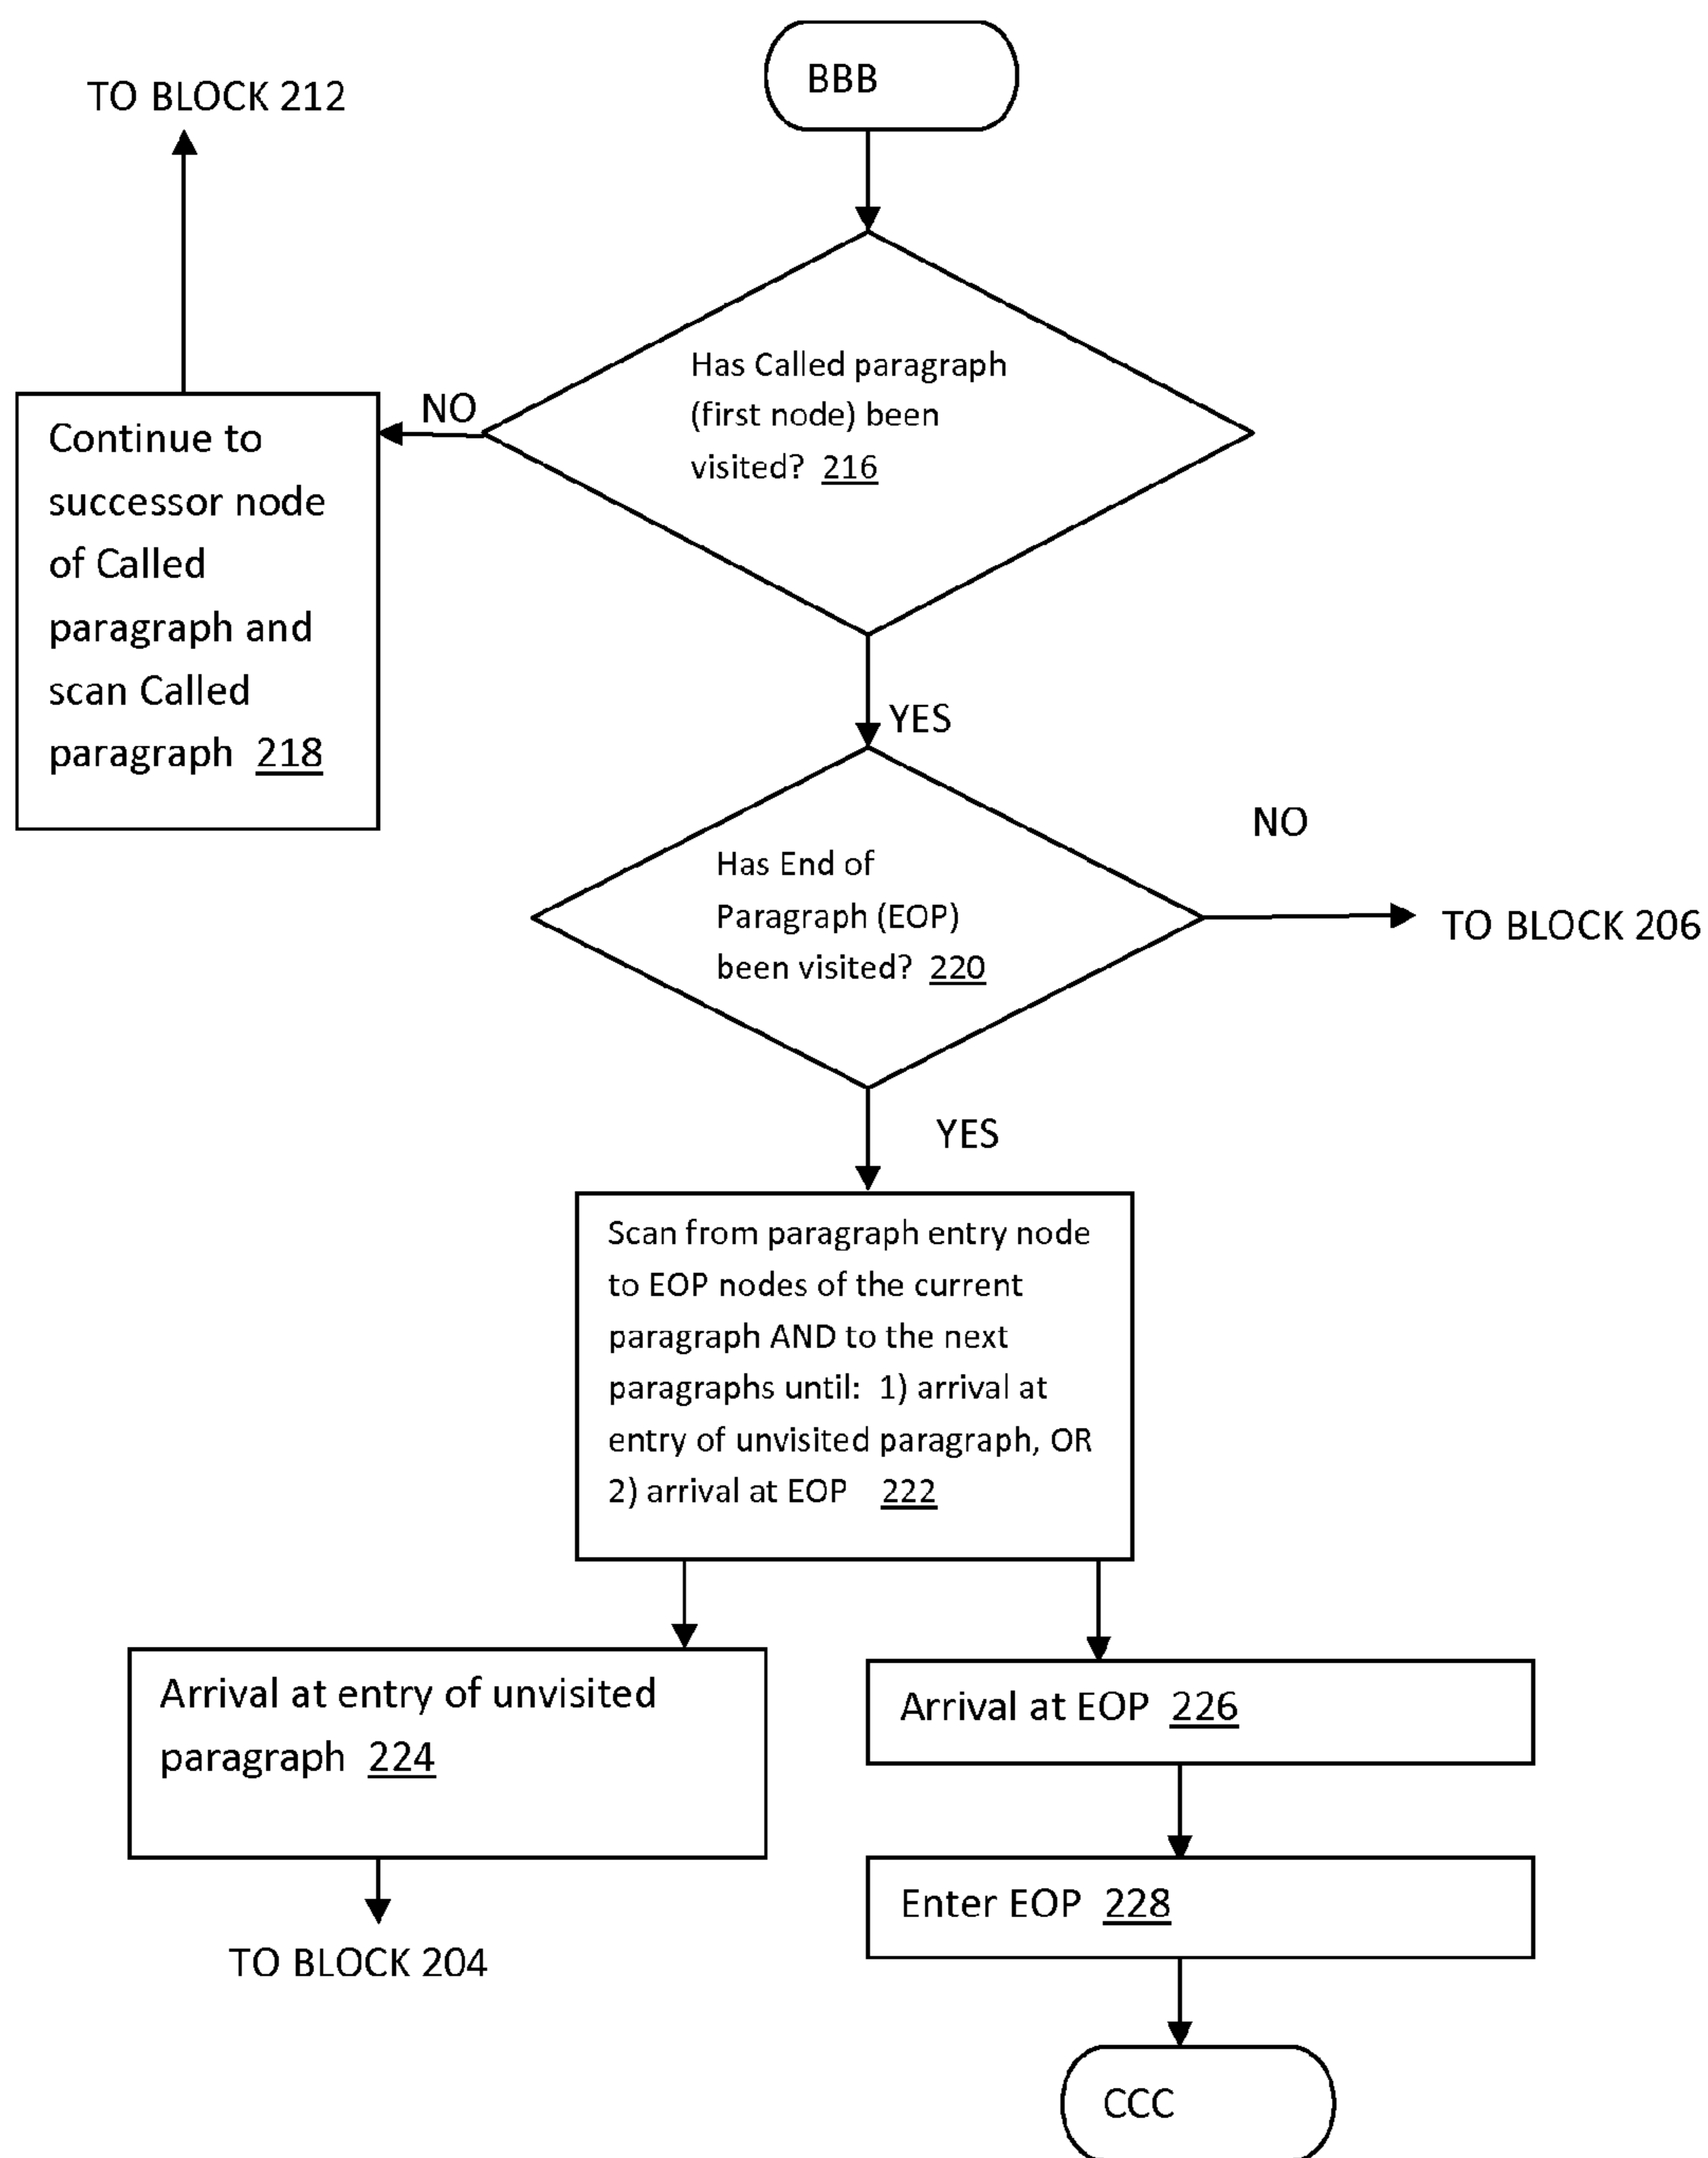 BBB
TO BLOCK 212
Has Called paragraph
(first node) been
visited? 216
NO
Continue to
successor node
of Called
paragraph and
scan Called
paragraph 218
YES
NO
Has End of
Paragraph (EOP)
been visited? 220
TO BLOCK 206
YES
Scan from paragraph entry node
to EOP nodes of the current
paragraph AND to the next
paragraphs until: 1) arrival at
entry of unvisited paragraph, OR
2) arrival at EOP 222
Arrival at entry of unvisited
paragraph 224
Arrival at EOP 226
Enter EOP 228
TO BLOCK 204
CCC